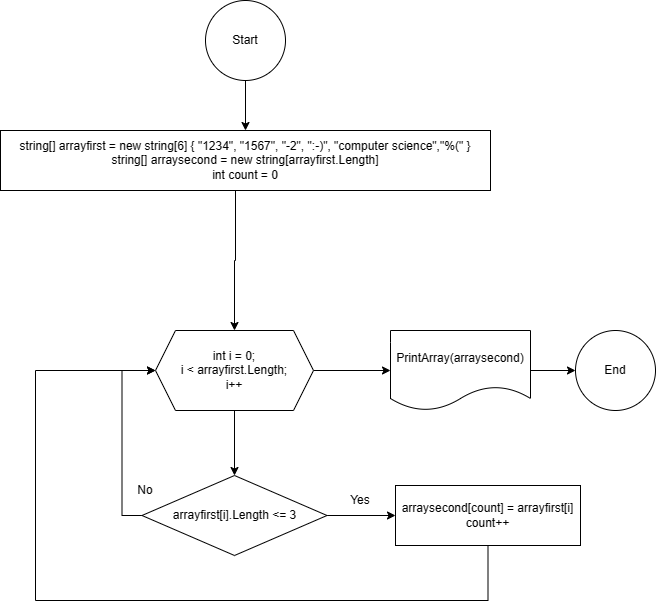 Start
string[] arrayfirst = new string[6] { "1234", "1567", "-2", ":-)", "computer science","%(" }
string[] arraysecond = new string[arrayfirst.Length]
int count = 0
int i = 0;
i < arrayfirst.Length;
i++
PrintArray(arraysecond)
End
No
arrayfirst[i].Length <= 3
Yes
arraysecond[count] = arrayfirst[i]
count++